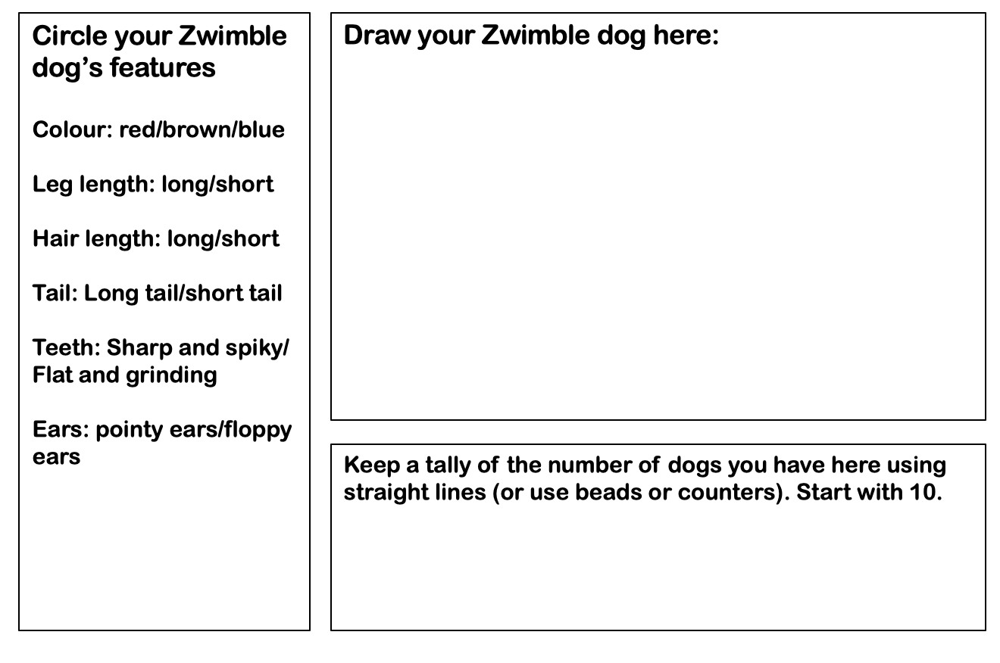 Circle your Zwimble
dog’s features
Colour: red/brown/blue
Leg length: long/short
Hair length: long/short
Tail: Long tail/short tail
Teeth: Sharp and spiky/
Flat and grinding
Ears: pointy ears/floppy
ears
Draw your Zwimble dog here:
Keep a tally of the number of dogs you have here using
straight lines (or use beads or counters). Start with 10.